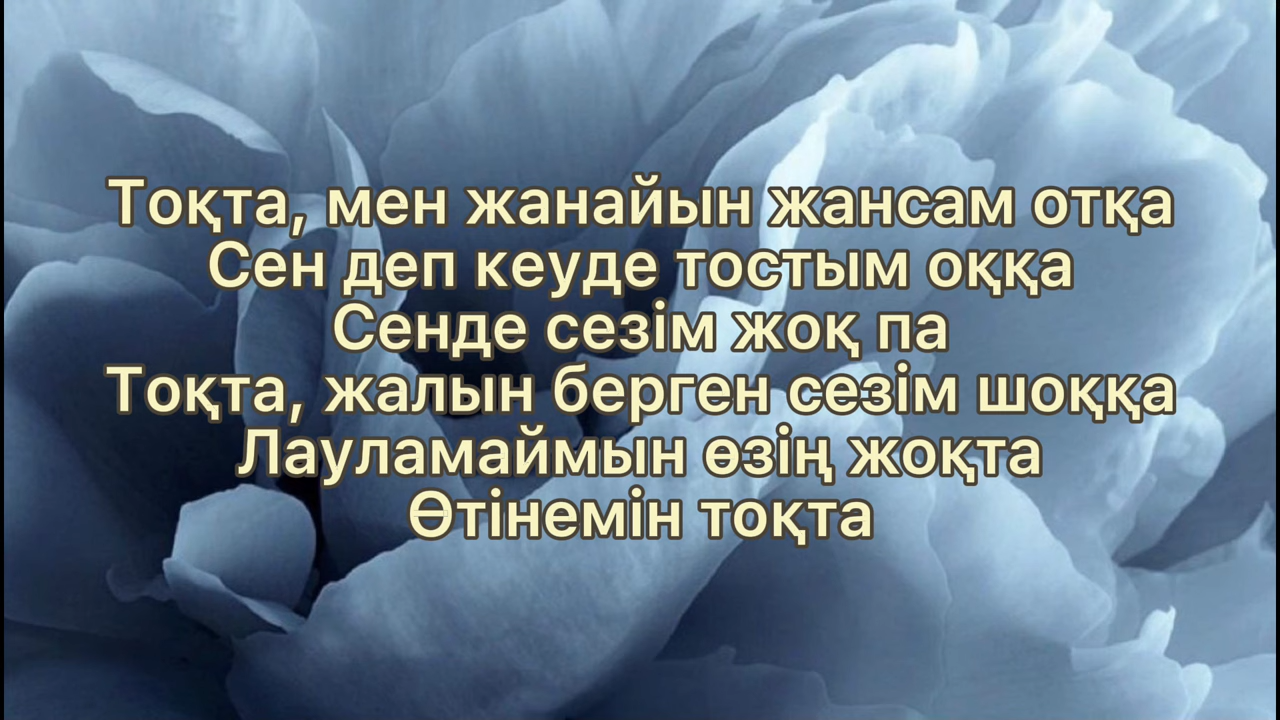 Тоқта, мен жанайын жансам отқа
Сен деп кеуде тостым оққа
Сенде сезім жоқ па
Тоқта, жалын берген сезім шоққа
Лауламаймын өзің жоқта
Өтінемін тоқта